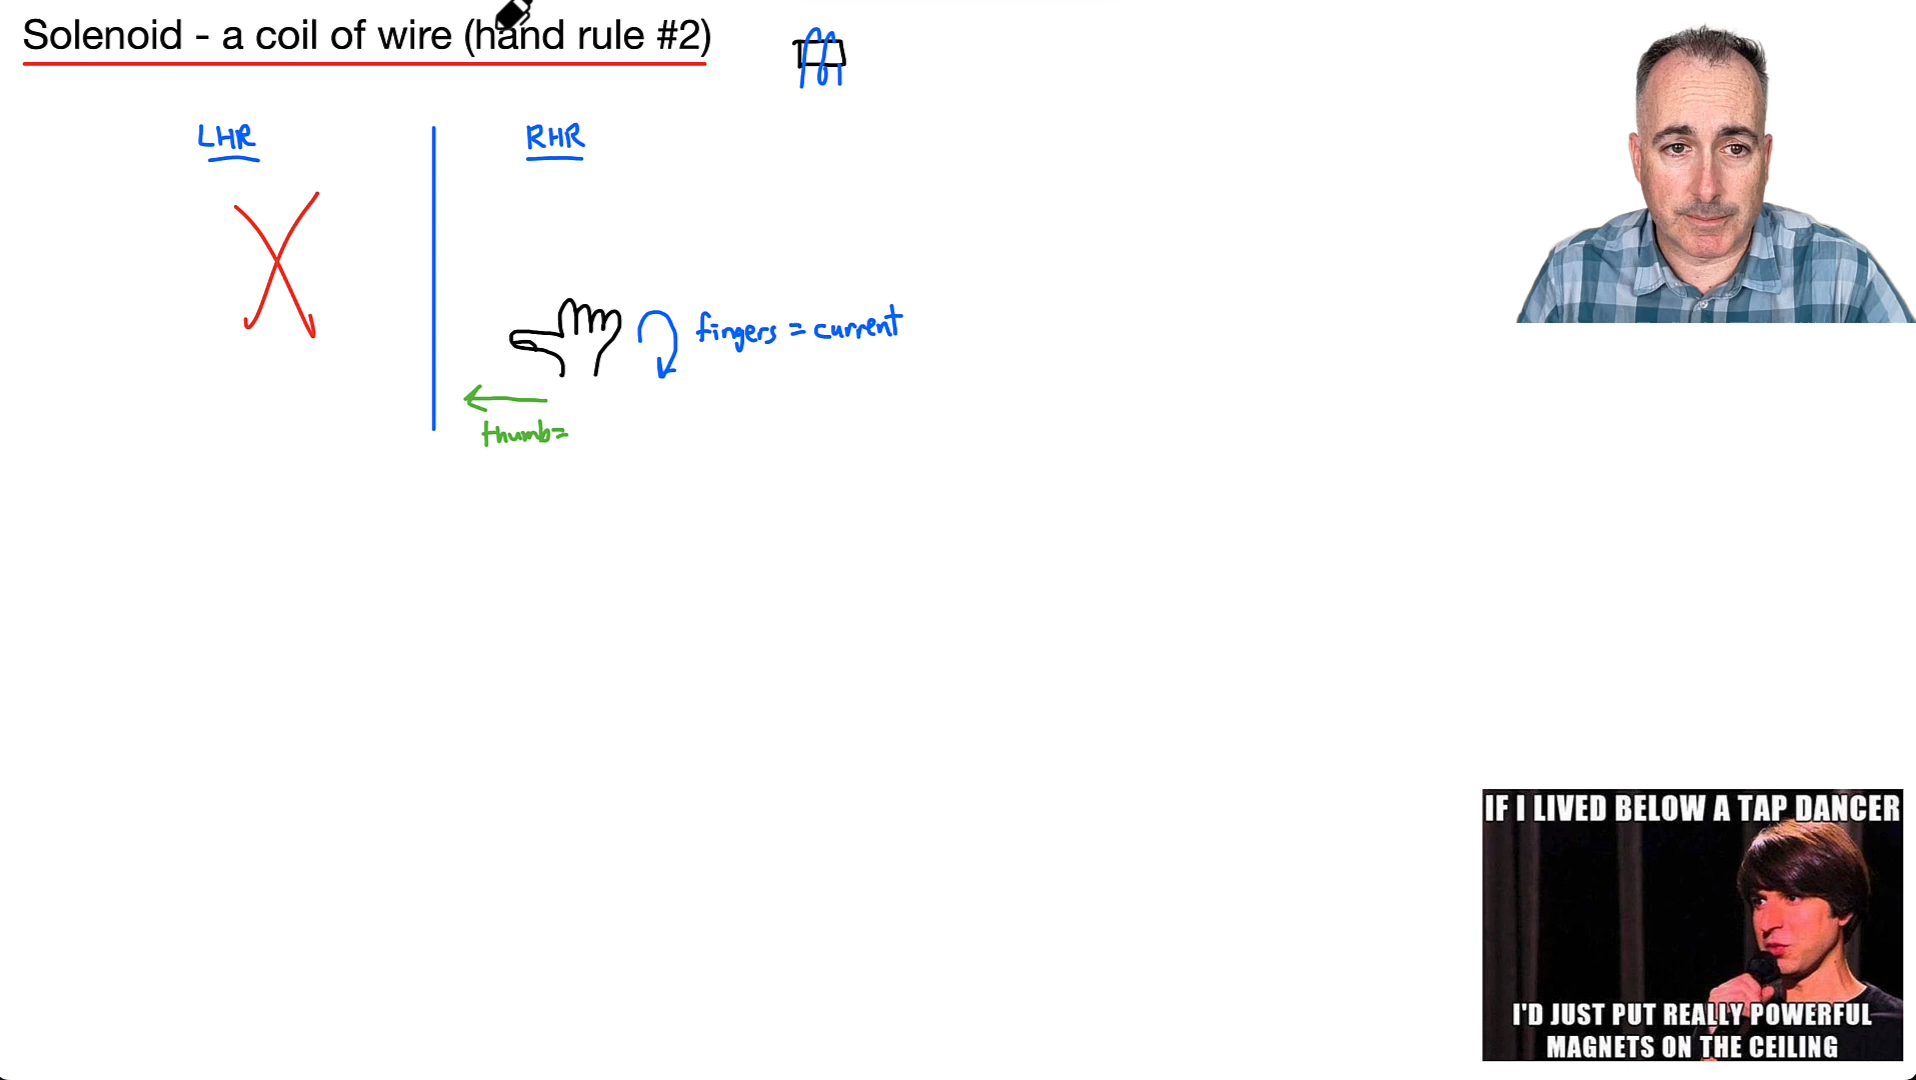 Solenoid - a coil of wire (hand rule #2)
LHR
RHR
fingers = current
thumb=
IF I LIVED BELOW A TAP DANCER
I'D JUST PUT REALLY POWERFUL
MAGNETS ON THE CEILING